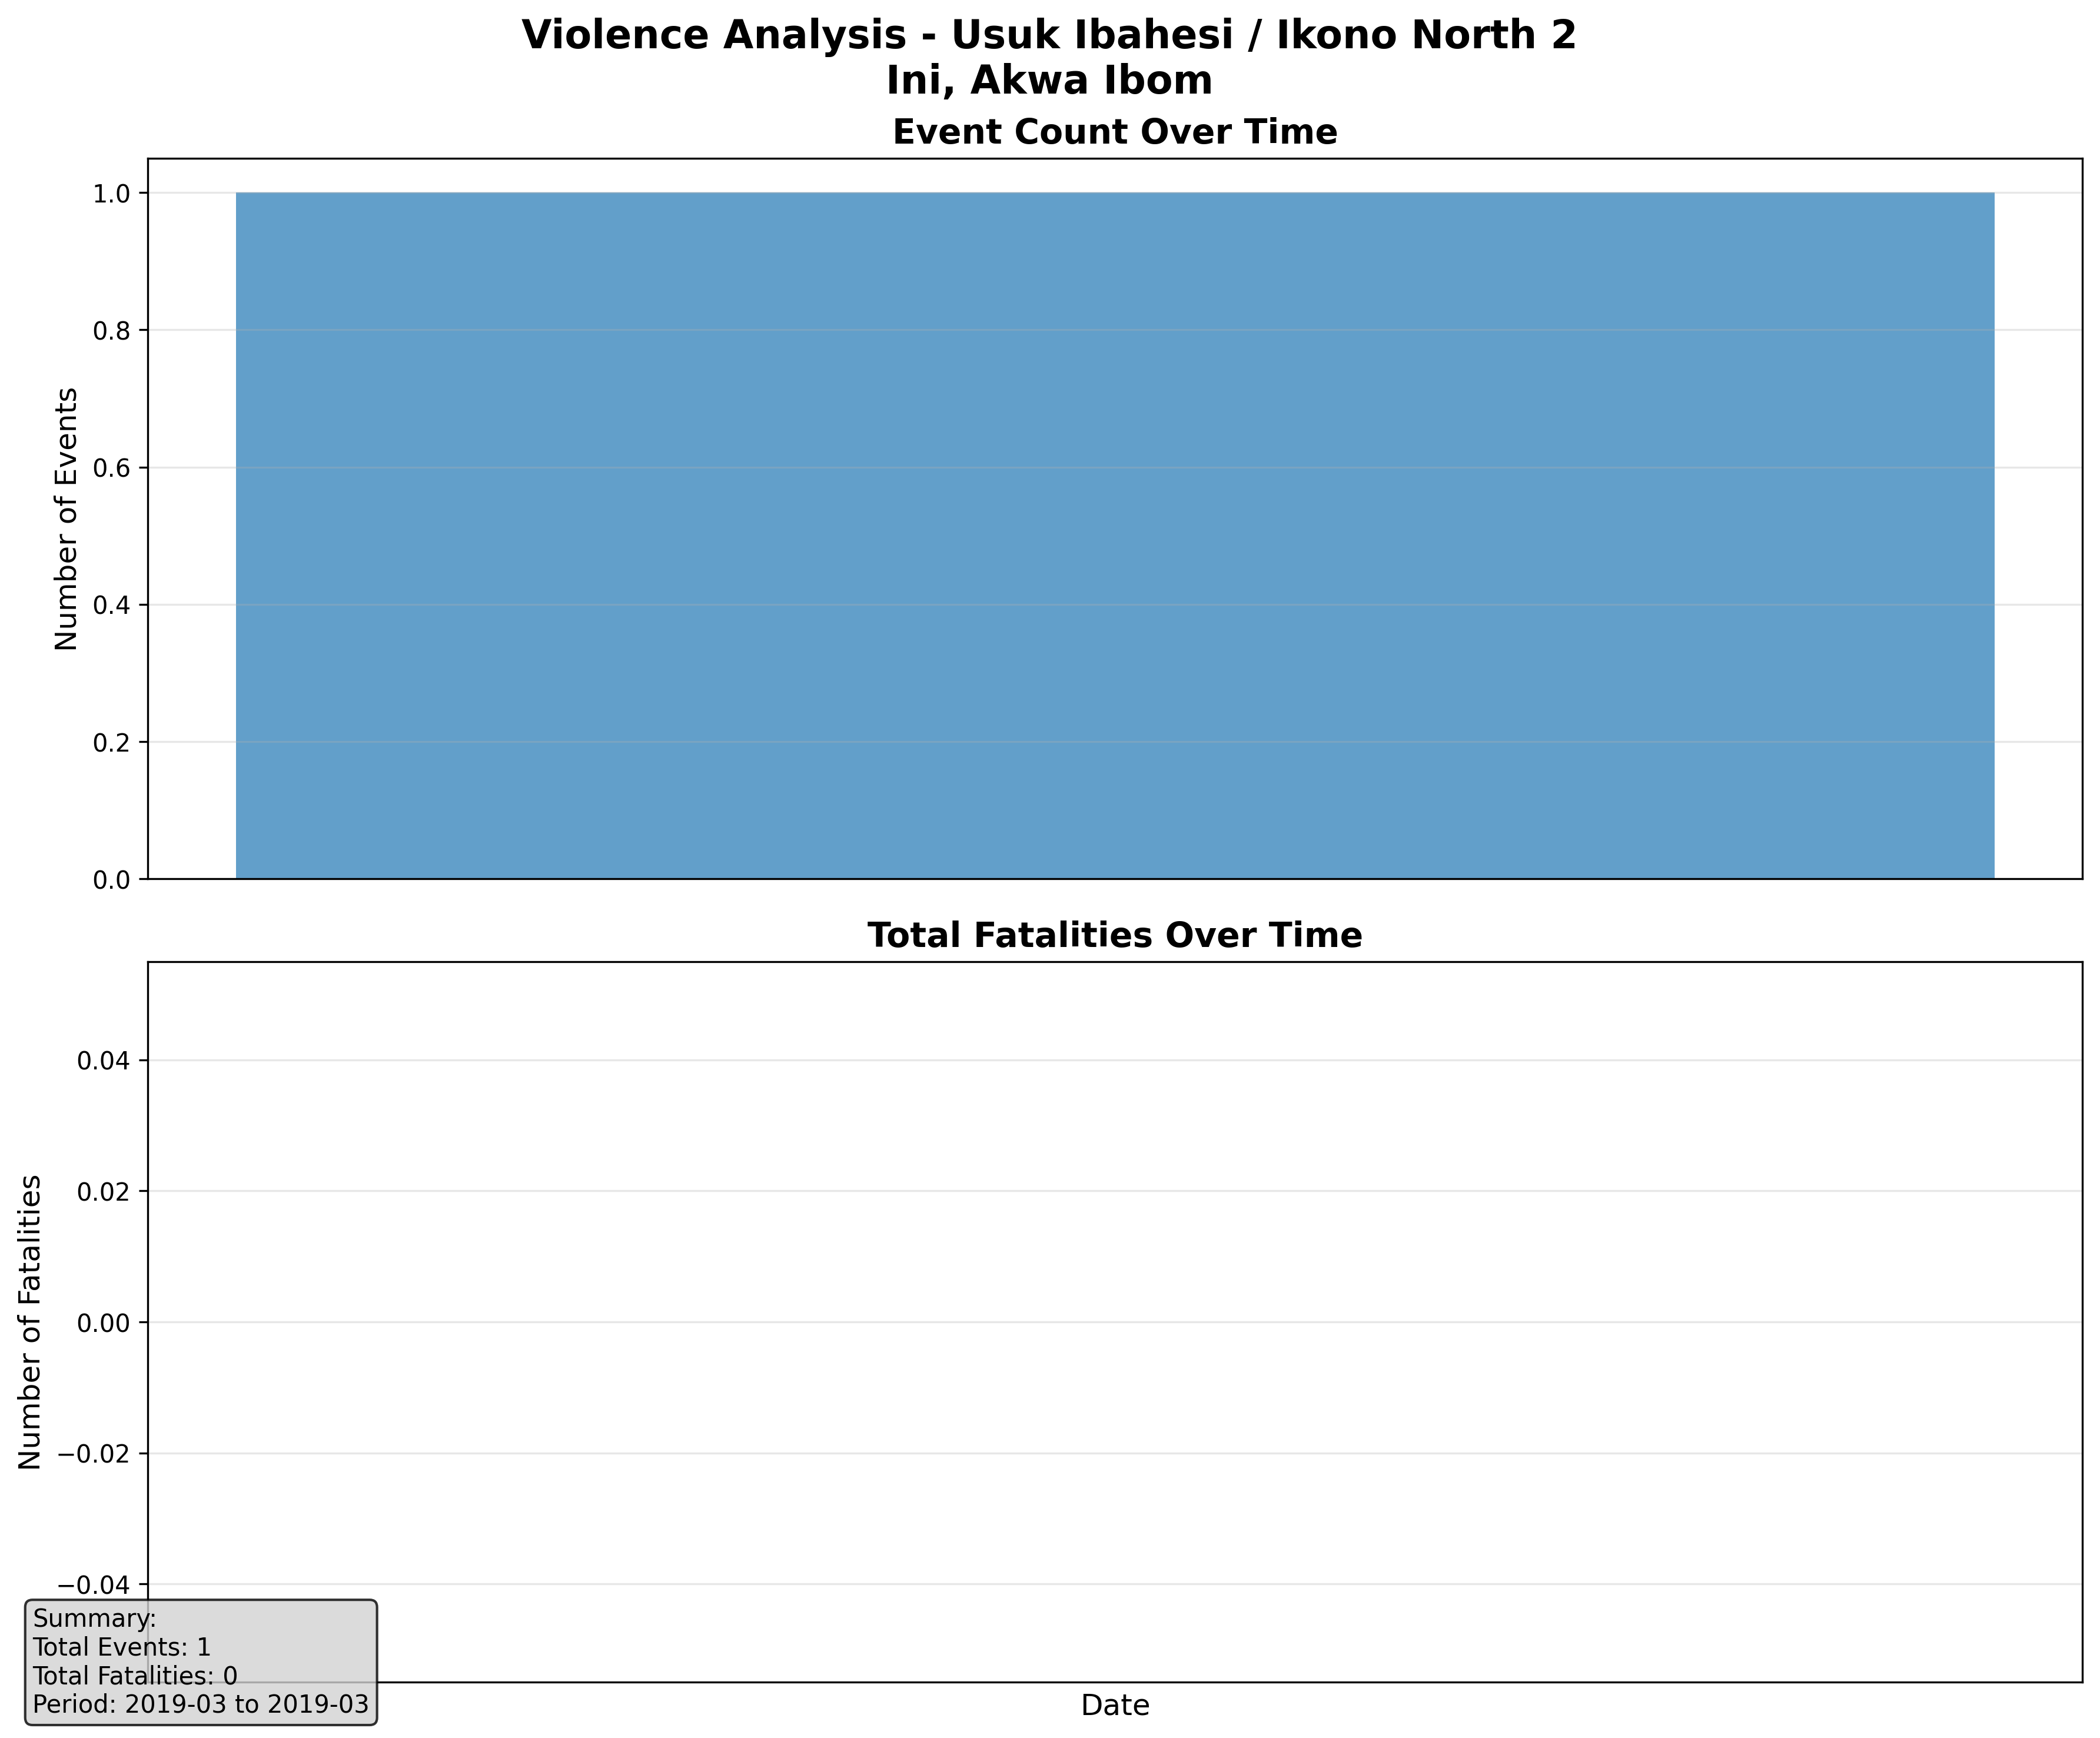 Violence Analysis - Usuk Ibahesi / Ikono North 2
Ini, Akwa Ibom
Event Count Over Time
1.0
0.8
0.6
0.4
0.2
0.0
Number of Events
Total Fatalities Over Time
0.04
0.02
0.00
−0.02
−0.04
Number of Fatalities
Summary:
Total Events: 1
Total Fatalities: 0
Period: 2019-03 to 2019-03
Date